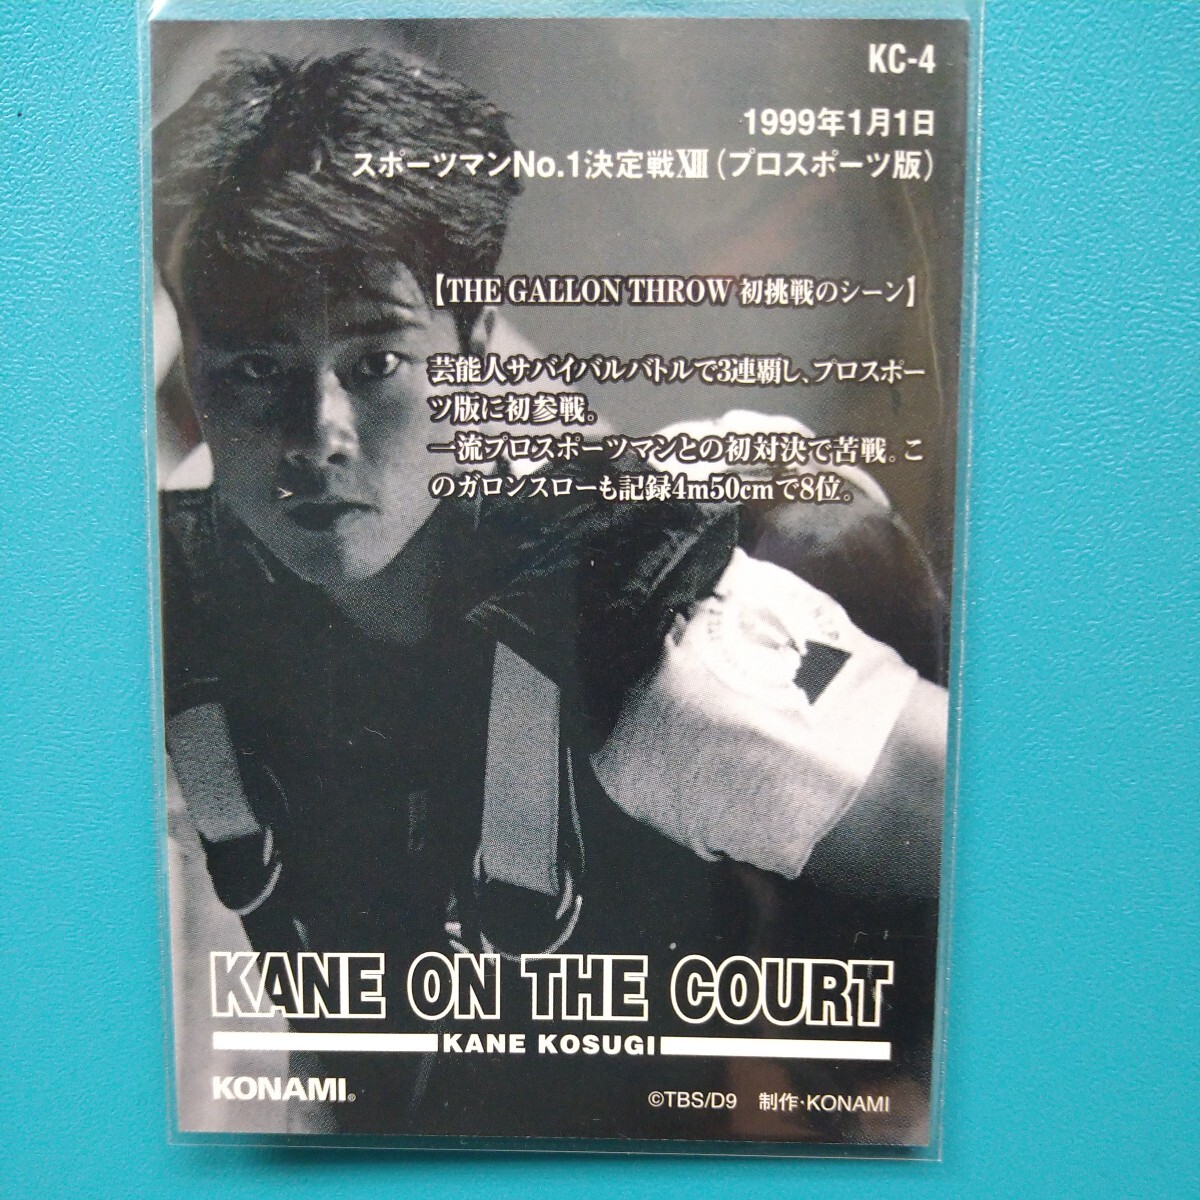 KC-4
1999年1月1日
スポーツマンNo.1決定戦XIII(プロスポーツ版)
【THE GALLON THROW 初挑戦のシーン】
芸能人サバイバルバトルで3連覇し、プロスポー
ツ版に初参戦。
一流プロスポーツマンとの初対決で苦戦。こ
のガロンスローも記録4m50cmで8位。
KANE ON THE COURT
KANE KOSUGI
KONAMI®
©TBS/D9 制作・KONAMI